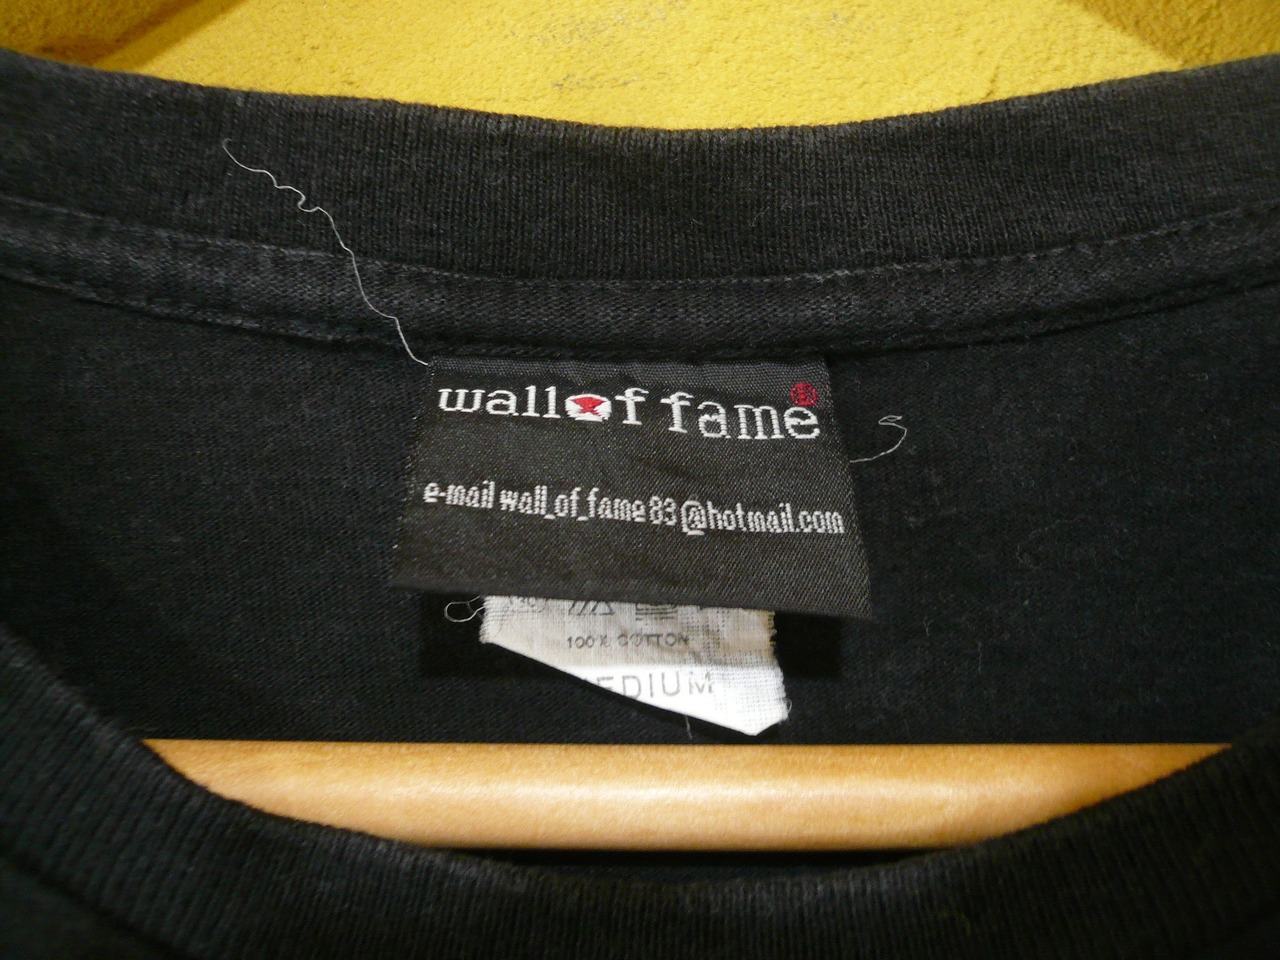 wall of fame ®
e-mail wall_of_fame83@hotmail.com
100% COTTON
EDIUM